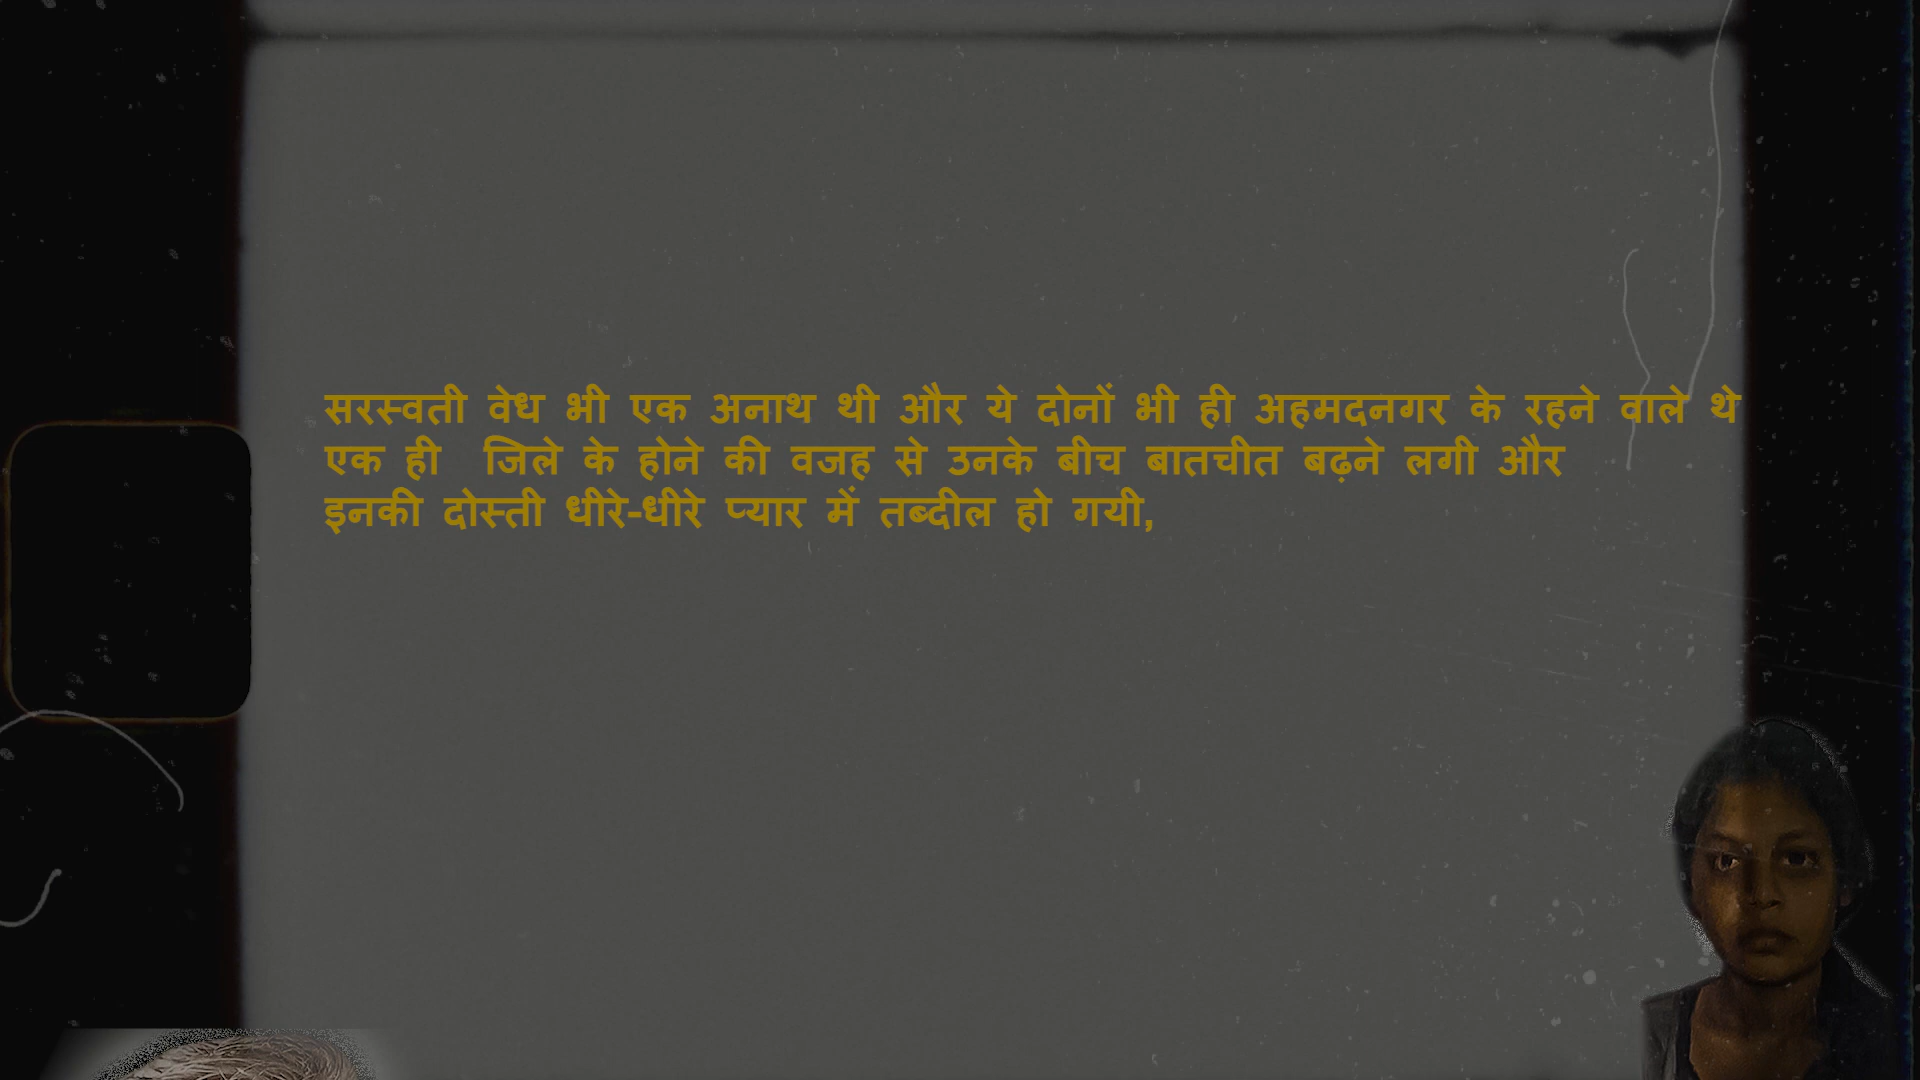 सरस्वती वेध भी एक अनाथ थी और ये दोनों भी ही अहमदनगर के रहने वाले थे
एक ही जिले के होने की वजह से उनके बीच बातचीत बढ़ने लगी और
इनकी दोस्ती धीरे-धीरे प्यार में तब्दील हो गयी,